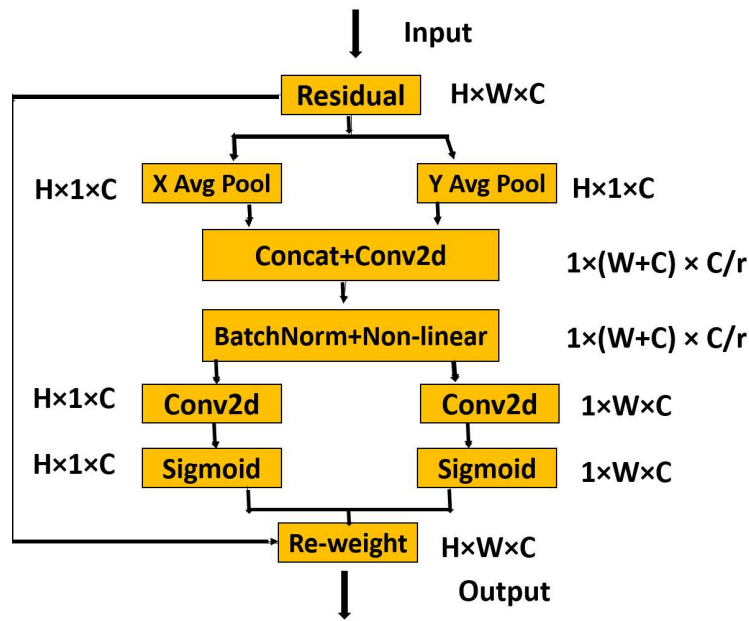 Input
Residual
H×W×C
H×1×C
X Avg Pool
Y Avg Pool
H×1×C
Concat+Conv2d
1×(W+C) × C/r
BatchNorm+Non-linear
1×(W+C) × C/r
H×1×C
Conv2d
Conv2d
1×W×C
H×1×C
Sigmoid
Sigmoid
1×W×C
Re-weight
H×W×C
Output